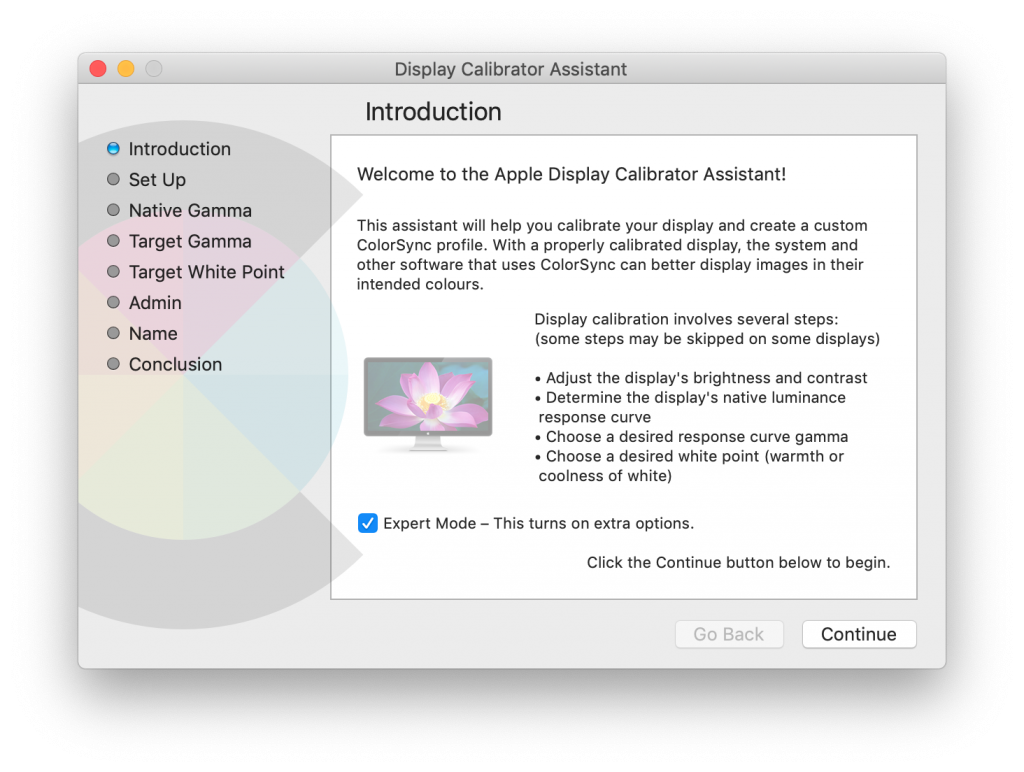 Display Calibrator Assistant
Introduction
Introduction
Set Up
Native Gamma
Target Gamma
Target White Point
Admin
Name
Conclusion
Welcome to the Apple Display Calibrator Assistant!
This assistant will help you calibrate your display and create a custom
ColorSync profile. With a properly calibrated display, the system and
other software that uses ColorSync can better display images in their
intended colours.
Display calibration involves several steps:
(some steps may be skipped on some displays)
• Adjust the display's brightness and contrast
• Determine the display's native luminance
response curve
• Choose a desired response curve gamma
• Choose a desired white point (warmth or
coolness of white)
Expert Mode – This turns on extra options.
Click the Continue button below to begin.
Go Back
Continue